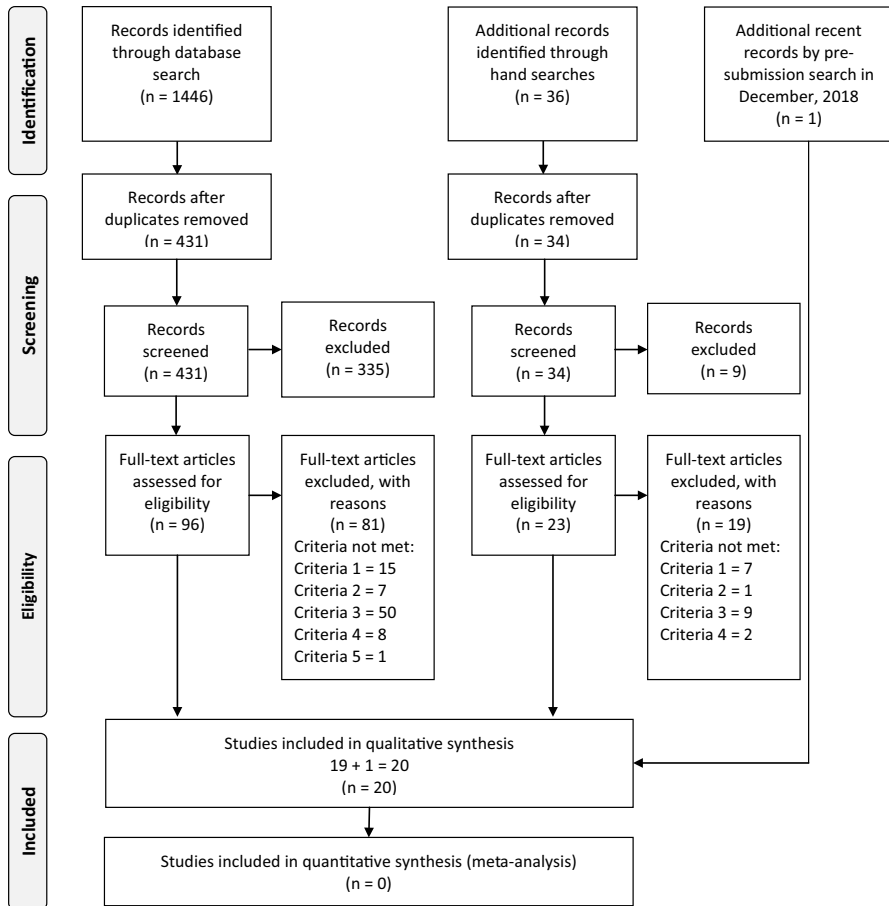 Identification
Records identified
through database
search
(n = 1446)
Additional records
identified through
hand searches
(n = 36)
Additional recent
records by pre-
submission search in
December, 2018
(n = 1)
Screening
Records after
duplicates removed
(n = 431)
Records after
duplicates removed
(n = 34)
Records
screened
(n = 431)
Records
excluded
(n = 335)
Records
screened
(n = 34)
Records
excluded
(n = 9)
Eligibility
Full-text articles
assessed for
eligibility
(n = 96)
Full-text articles
excluded, with
reasons
(n = 81)
Criteria not met:
Criteria 1 = 15
Criteria 2 = 7
Criteria 3 = 50
Criteria 4 = 8
Criteria 5 = 1
Full-text articles
assessed for
eligibility
(n = 23)
Full-text articles
excluded, with
reasons
(n = 19)
Criteria not met:
Criteria 1 = 7
Criteria 2 = 1
Criteria 3 = 9
Criteria 4 = 2
Included
Studies included in qualitative synthesis
19 + 1 = 20
(n = 20)
Studies included in quantitative synthesis (meta-analysis)
(n = 0)